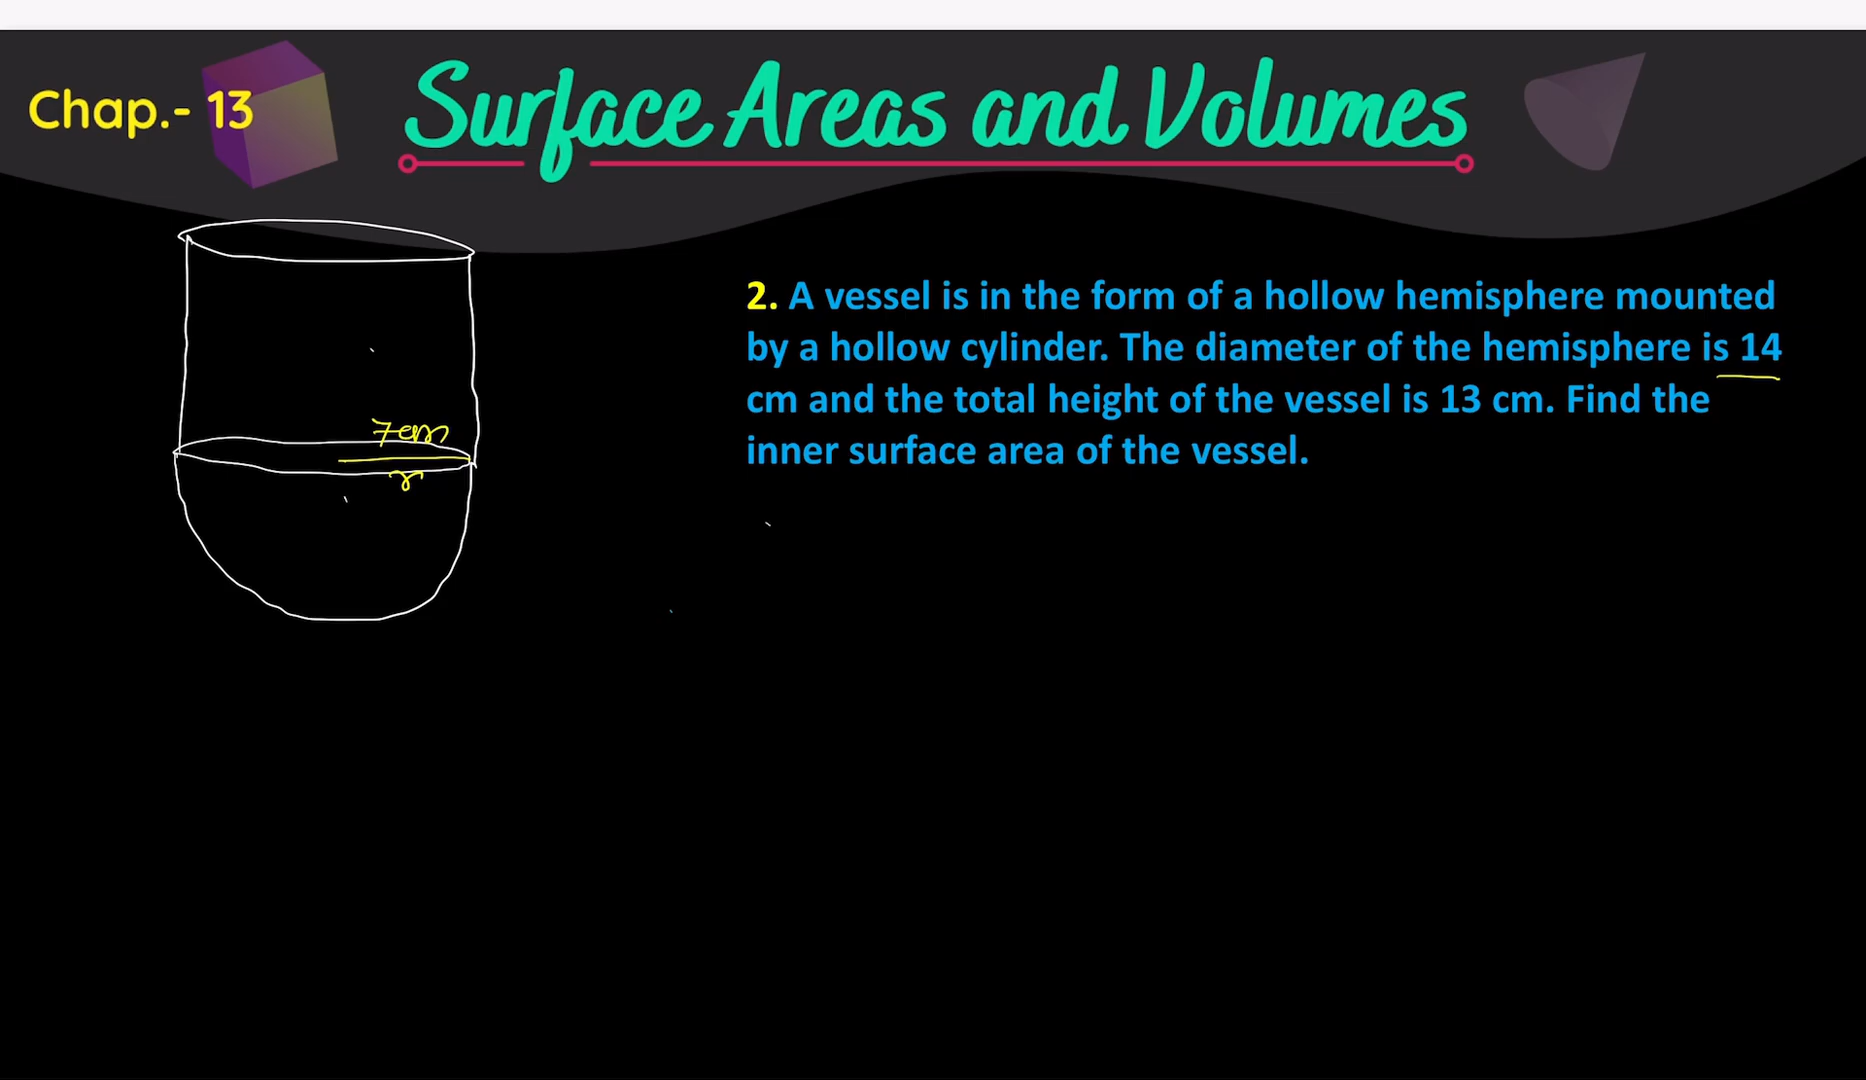 Chap.- 13
Surface Areas and Volumes
2. A vessel is in the form of a hollow hemisphere mounted
by a hollow cylinder. The diameter of the hemisphere is 14
cm and the total height of the vessel is 13 cm. Find the
inner surface area of the vessel.
7cm
r